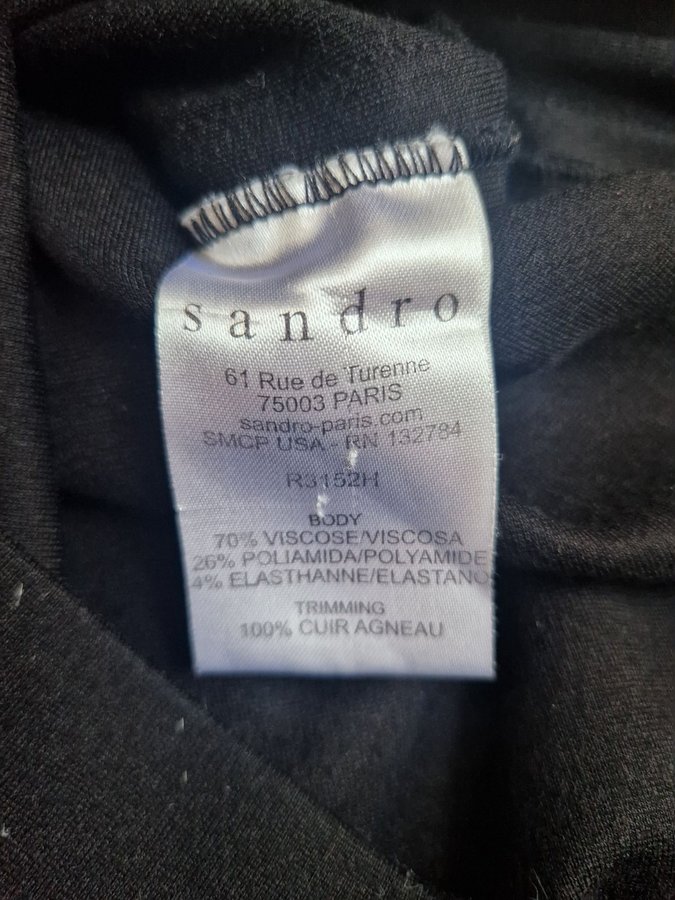 sandro
61 Rue de Turenne
75003 PARIS
sandro-paris.com
SMCP USA - RN 132784
R3152H
BODY
70% VISCOSE/VISCOSA
26% POLIAMIDA/POLYAMIDE
4% ELASTHANNE/ELASTANO
TRIMMING
100% CUIR AGNEAU